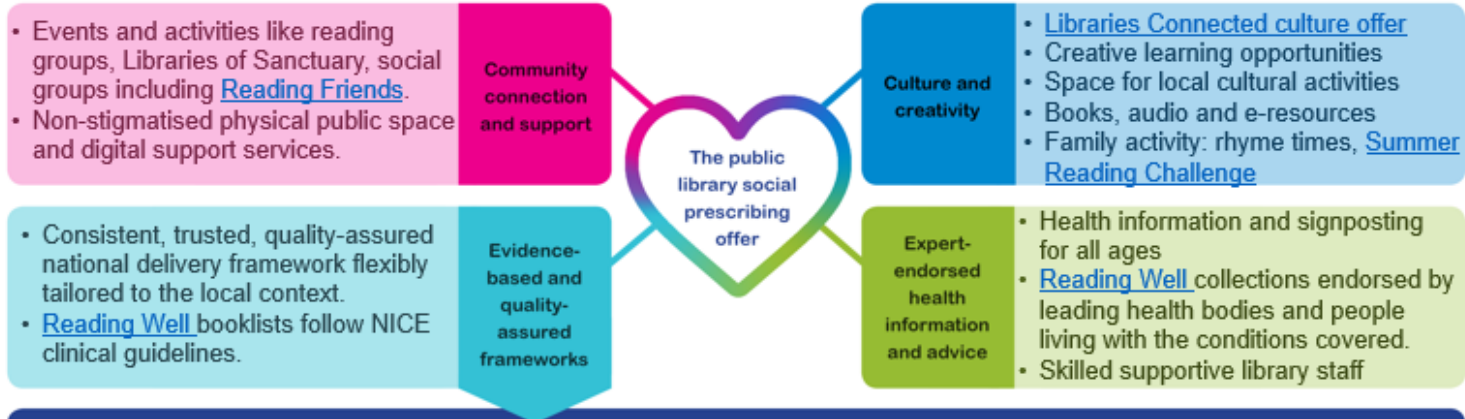 • Events and activities like reading
groups, Libraries of Sanctuary, social
groups including Reading Friends.
• Non-stigmatised physical public space
and digital support services.
Community
connection
and support
The public
library social
prescribing
offer
Culture and
creativity
• Libraries Connected culture offer
• Creative learning opportunities
• Space for local cultural activities
• Books, audio and e-resources
• Family activity: rhyme times, Summer
Reading Challenge
• Consistent, trusted, quality-assured
national delivery framework flexibly
tailored to the local context.
• Reading Well booklists follow NICE
clinical guidelines.
Evidence-
based and
quality-
assured
frameworks
Expert-
endorsed
health
information
and advice
• Health information and signposting
for all ages
• Reading Well collections endorsed by
leading health bodies and people
living with the conditions covered.
• Skilled supportive library staff